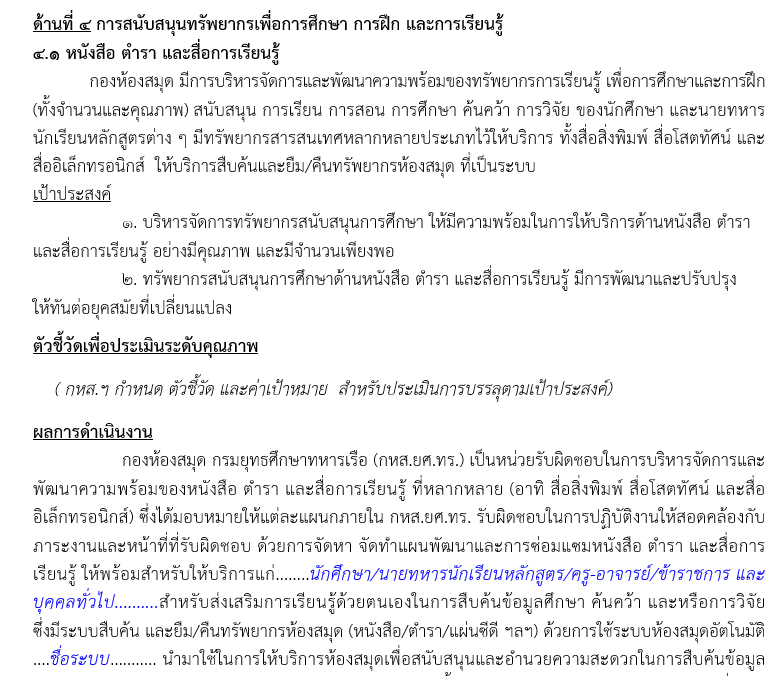 ด้านที่ ๔ การสนับสนุนทรัพยากรเพื่อการศึกษา การฝึก และการเรียนรู้
๔.๑ หนังสือ ตำรา และสื่อการเรียนรู้
กองห้องสมุด มีการบริหารจัดการและพัฒนาความพร้อมของทรัพยากรการเรียนรู้ เพื่อการศึกษาและการฝึก
(ทั้งจำนวนและคุณภาพ) สนับสนุน การเรียน การสอน การศึกษา ค้นคว้า การวิจัย ของนักศึกษา และนายทหาร
นักเรียนหลักสูตรต่าง ๆ มีทรัพยากรสารสนเทศหลากหลายประเภทไว้ให้บริการ ทั้งสื่อสิ่งพิมพ์ สื่อโสตทัศน์ และ
สื่ออิเล็กทรอนิกส์ ให้บริการสืบค้นและยืม/คืนทรัพยากรห้องสมุด ที่เป็นระบบ
เป้าประสงค์
๑. บริหารจัดการทรัพยากรสนับสนุนการศึกษา ให้มีความพร้อมในการให้บริการด้านหนังสือ ตำรา
และสื่อการเรียนรู้ อย่างมีคุณภาพ และมีจำนวนเพียงพอ
๒. ทรัพยากรสนับสนุนการศึกษาด้านหนังสือ ตำรา และสื่อการเรียนรู้ มีการพัฒนาและปรับปรุง
ให้ทันต่อยุคสมัยที่เปลี่ยนแปลง
ตัวชี้วัดเพื่อประเมินระดับคุณภาพ
( กหส.ฯ กำหนด ตัวชี้วัด และค่าเป้าหมาย สำหรับประเมินการบรรลุตามเป้าประสงค์)
ผลการดำเนินงาน
กองห้องสมุด กรมยุทธศึกษาทหารเรือ (กหส.ยศ.ทร.) เป็นหน่วยรับผิดชอบในการบริหารจัดการและ
พัฒนาความพร้อมของหนังสือ ตำรา และสื่อการเรียนรู้ ที่หลากหลาย (อาทิ สื่อสิ่งพิมพ์ สื่อโสตทัศน์ และสื่อ
อิเล็กทรอนิกส์) ซึ่งได้มอบหมายให้แต่ละแผนกภายใน กหส.ยศ.ทร. รับผิดชอบในการปฏิบัติงานให้สอดคล้องกับ
ภาระงานและหน้าที่ที่รับผิดชอบ ด้วยการจัดหา จัดทำแผนพัฒนาและการซ่อมแซมหนังสือ ตำรา และสื่อการ
เรียนรู้ ให้พร้อมสำหรับให้บริการแก่........นักศึกษา/นายทหารนักเรียนหลักสูตร/ครู-อาจารย์/ข้าราชการ และ
บุคคลทั่วไป..........สำหรับส่งเสริมการเรียนรู้ด้วยตนเองในการสืบค้นข้อมูลศึกษา ค้นคว้า และหรือการวิจัย
ซึ่งมีระบบสืบค้น และยืม/คืนทรัพยากรห้องสมุด (หนังสือ/ตำรา/แผ่นซีดี ฯลฯ) ด้วยการใช้ระบบห้องสมุดอัตโนมัติ
....ชื่อระบบ........... นำมาใช้ในการให้บริการห้องสมุดเพื่อสนับสนุนและอำนวยความสะดวกในการสืบค้นข้อมูล